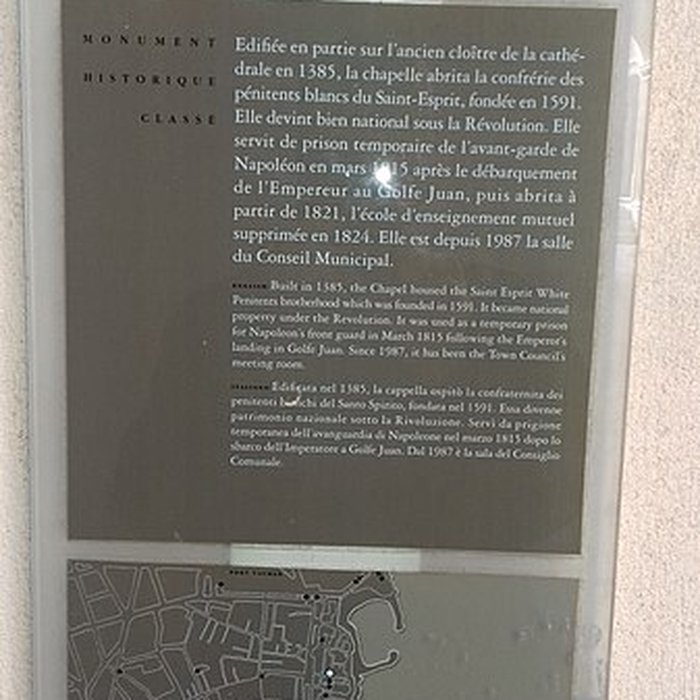 MONUMENT
HISTORIQUE
CLASSÉ
Edifiée en partie sur l'ancien cloître de la cathé-
drale en 1385, la chapelle abrita la confrérie des
pénitents blancs du Saint-Esprit, fondée en 1591.
Elle devint bien national sous la Révolution. Elle
servit de prison temporaire de l'avant-garde de
Napoléon en mars 1815 après le débarquement
de l'Empereur au Golfe Juan, puis abrita à
partir de 1821, l'école d'enseignement mutuel
supprimée en 1824. Elle est depuis 1987 la salle
du Conseil Municipal.
Built in 1385, the Chapel housed the Saint Esprit White
Penitents brotherhood which was founded in 1591. It became national
property under the Revolution. It was used as a temporary prison
for Napoleon's front guard in March 1815 following the Emperor's
landing in Golfe Juan. Since 1987, it has been the Town Council's
meeting room.
Edificata nel 1385, la cappella ospitò la confraternita dei
penitenti bianchi del Santo Spirito, fondata nel 1591. Essa divenne
patrimonio nazionale sotto la Rivoluzione. Servì da prigione
temporanea dell'avanguardia di Napoleone nel marzo 1815 dopo lo
sbarco dell'Imperatore a Golfe Juan. Dal 1987 è la sala del Consiglio
Comunale.